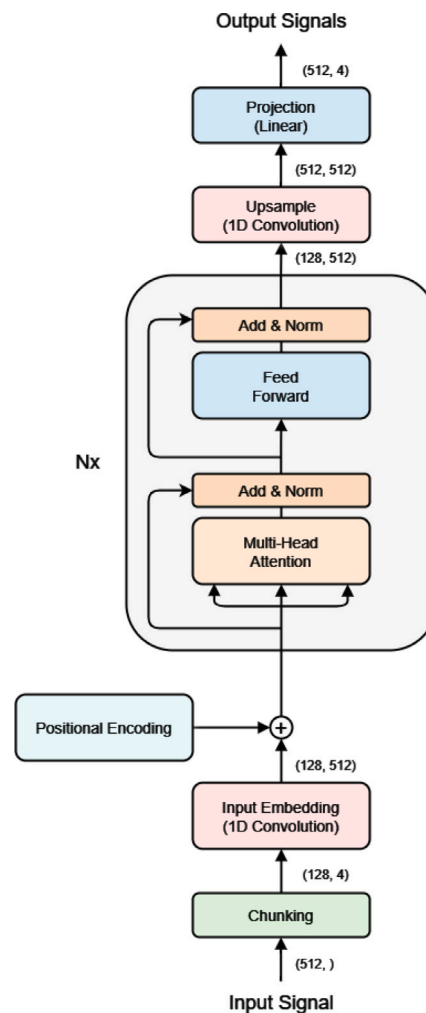 Output Signals
(512, 4)
Projection
(Linear)
(512, 512)
Upsample
(1D Convolution)
(128, 512)
Add & Norm
Feed
Forward
Nx
Add & Norm
Multi-Head
Attention
Positional Encoding
+
(128, 512)
Input Embedding
(1D Convolution)
(128, 4)
Chunking
(512, )
Input Signal